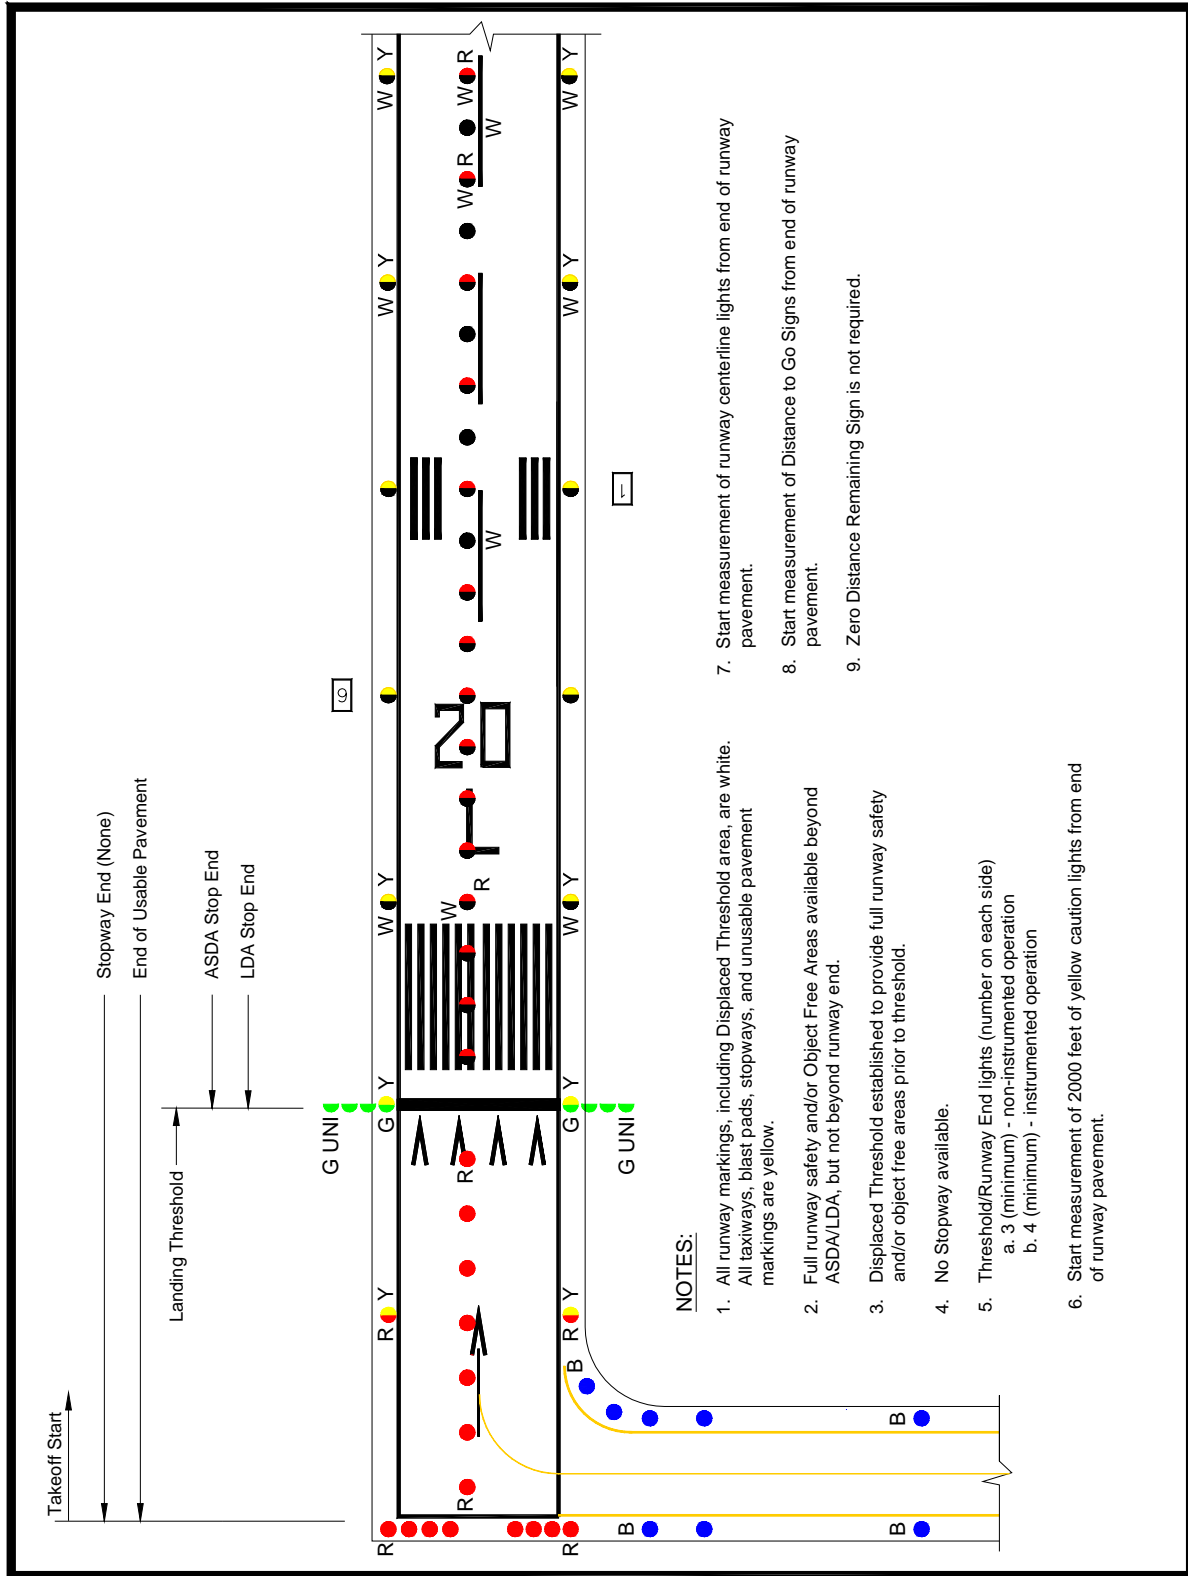 Takeoff Start
Stopway End (None)
End of Usable Pavement
Landing Threshold
ASDA Stop End
LDA Stop End
G UNI
9
R R Y G Y W Y W Y W Y
R R W W R W R
R W W
20
L
R R Y G Y W Y W Y W Y
B
G UNI
1
B
B
B
NOTES:
1. All runway markings, including Displaced Threshold area, are white.
All taxiways, blast pads, stopways, and unusable pavement
markings are yellow.
2. Full runway safety and/or Object Free Areas available beyond
ASDA/LDA, but not beyond runway end.
3. Displaced Threshold established to provide full runway safety
and/or object free areas prior to threshold.
4. No Stopway available.
5. Threshold/Runway End lights (number on each side)
a. 3 (minimum) - non-instrumented operation
b. 4 (minimum) - instrumented operation
6. Start measurement of 2000 feet of yellow caution lights from end
of runway pavement.
7. Start measurement of runway centerline lights from end of runway
pavement.
8. Start measurement of Distance to Go Signs from end of runway
pavement.
9. Zero Distance Remaining Sign is not required.